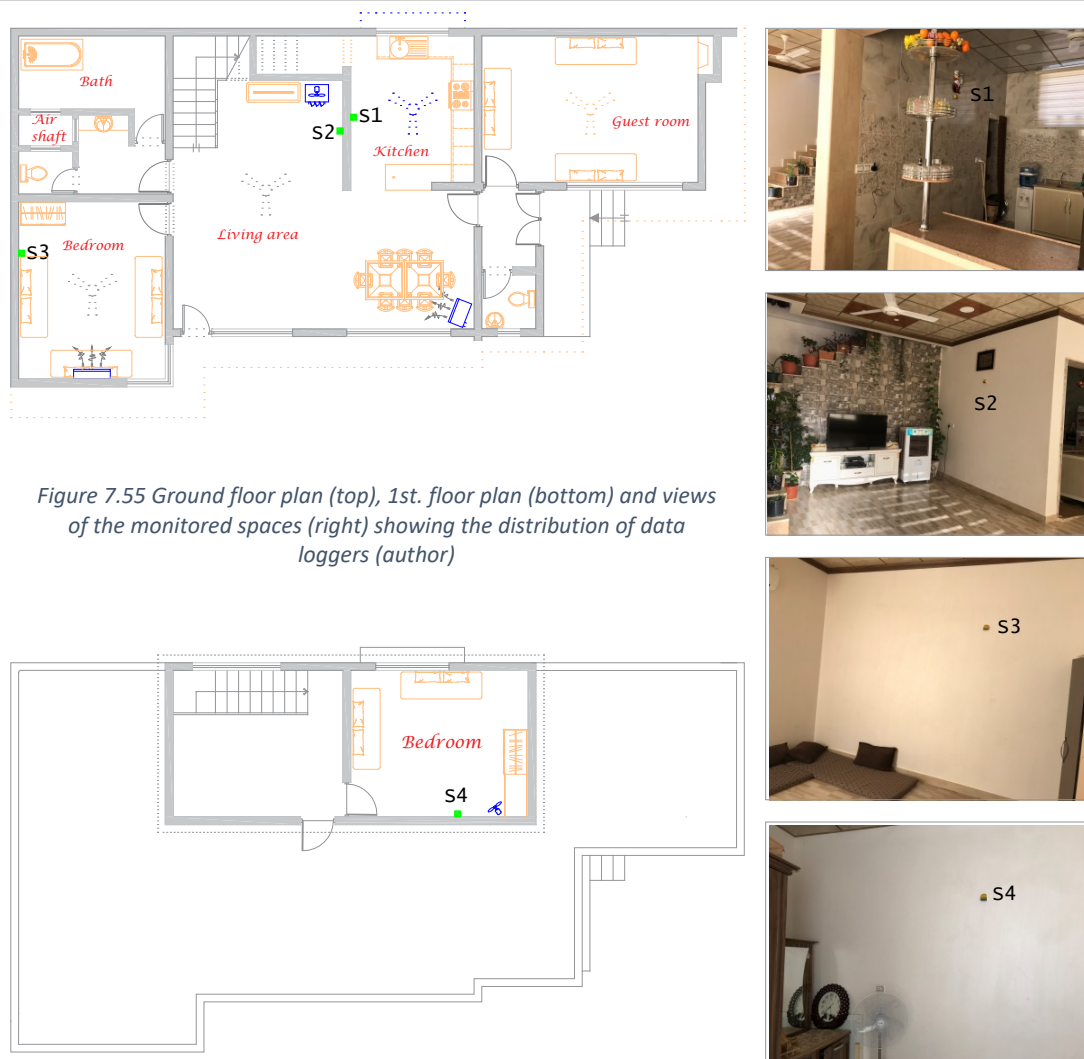 Bath
Air
shaft
S1
S2
Kitchen
Guest room
Living area
Bedroom
S3
Figure 7.55 Ground floor plan (top), 1st. floor plan (bottom) and views
of the monitored spaces (right) showing the distribution of data
loggers (author)
Bedroom
S4
S1
S2
S3
S4